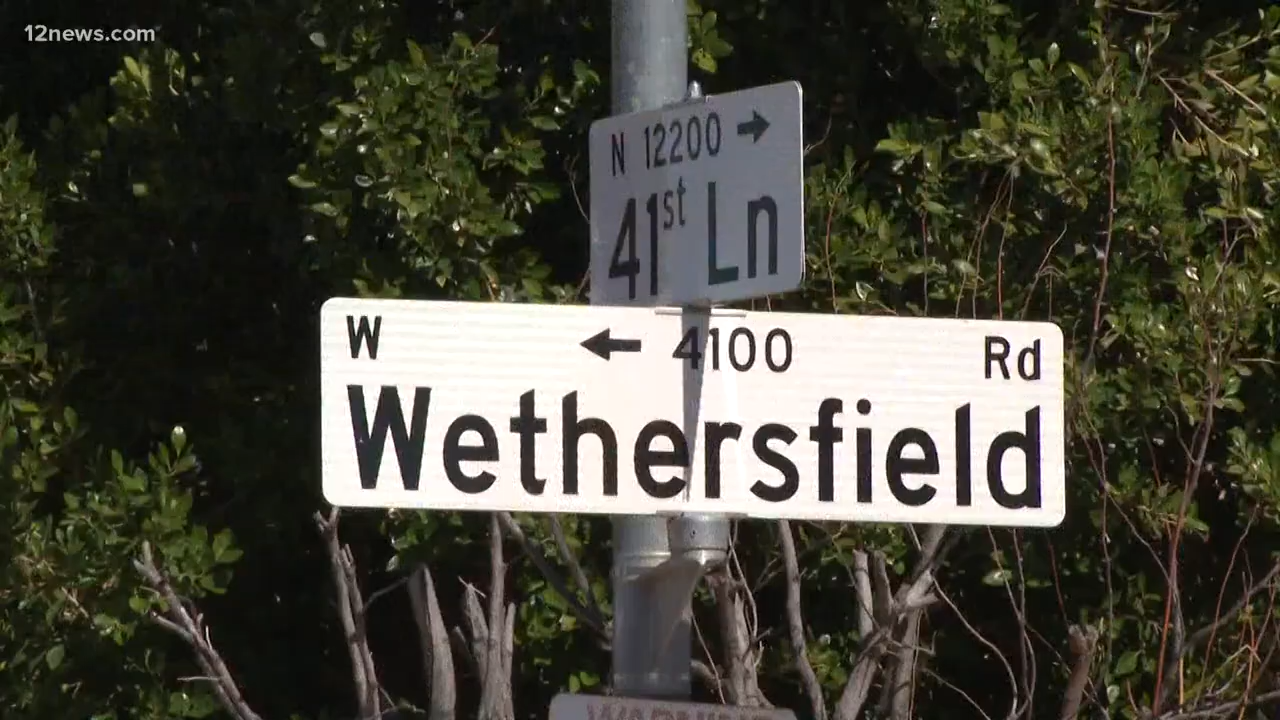 12news.com
N 12200 →
41st Ln
W ← 4100 Rd
Wethersfield